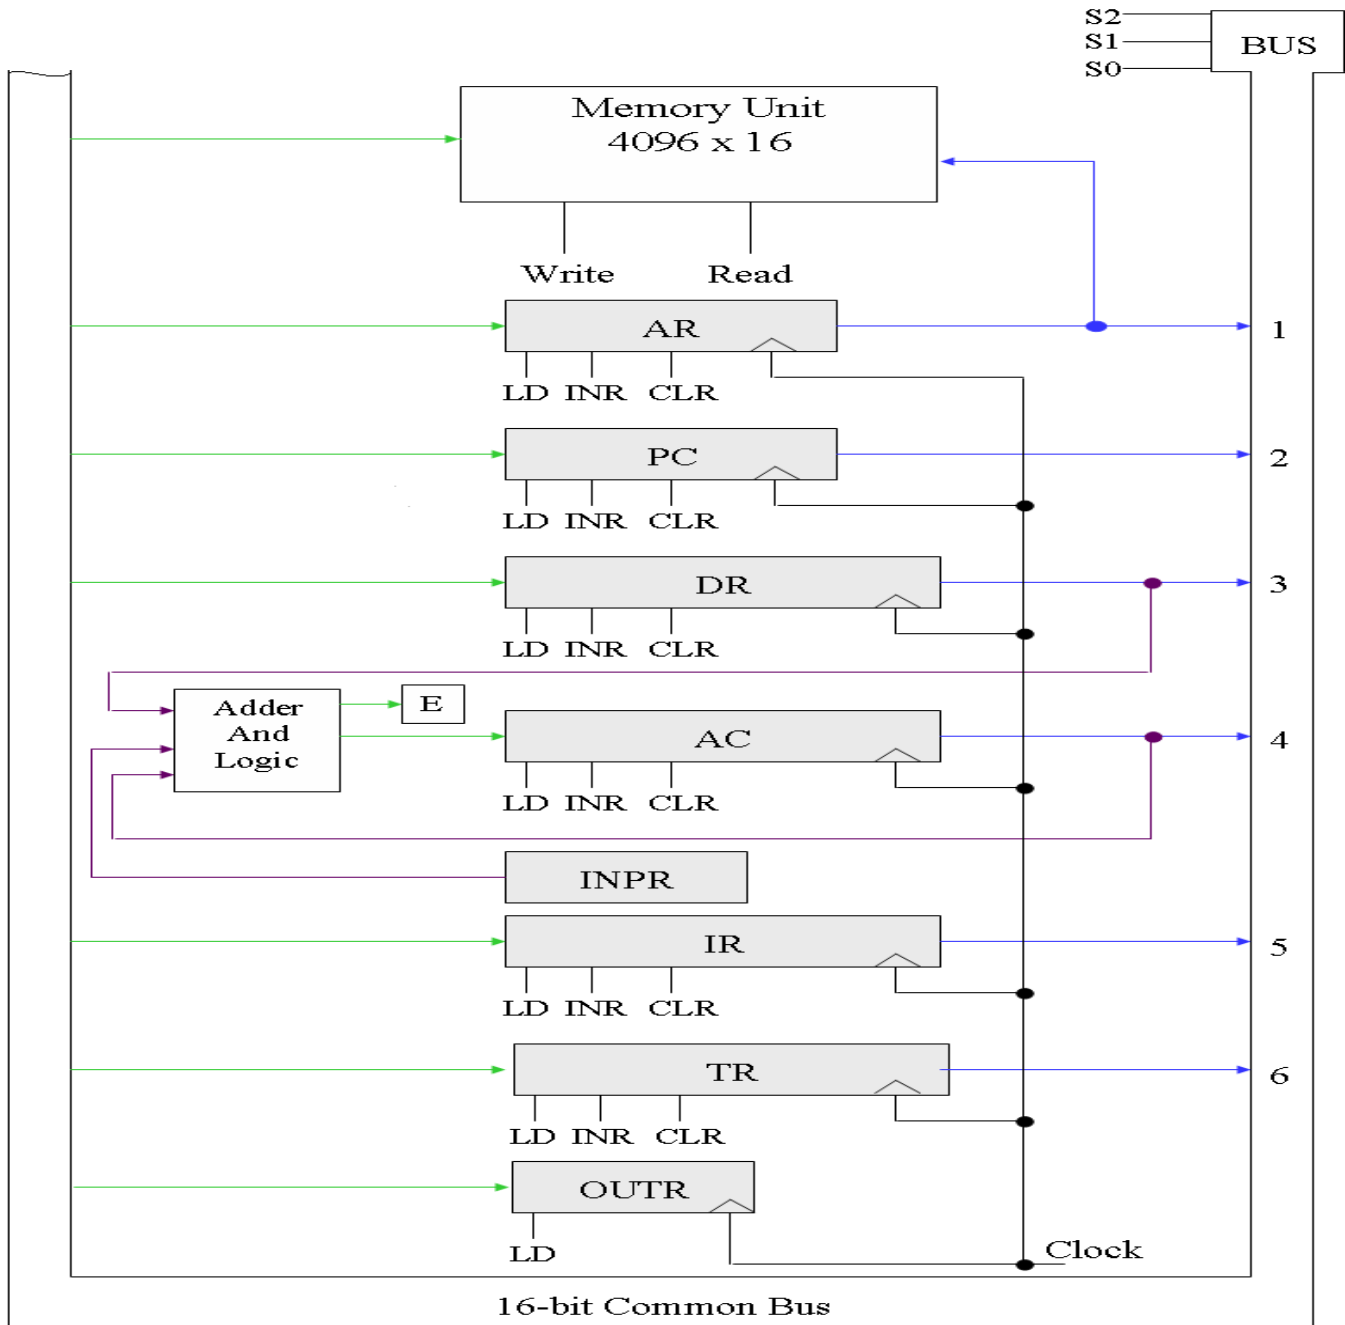 S2
S1
S0
BUS
Memory Unit
4096 x 16
Write
Read
AR
1
LD INR CLR
PC
2
LD INR CLR
DR
3
LD INR CLR
Adder
And
Logic
E
AC
4
LD INR CLR
INPR
IR
5
LD INR CLR
TR
6
LD INR CLR
OUTR
LD
Clock
16-bit Common Bus